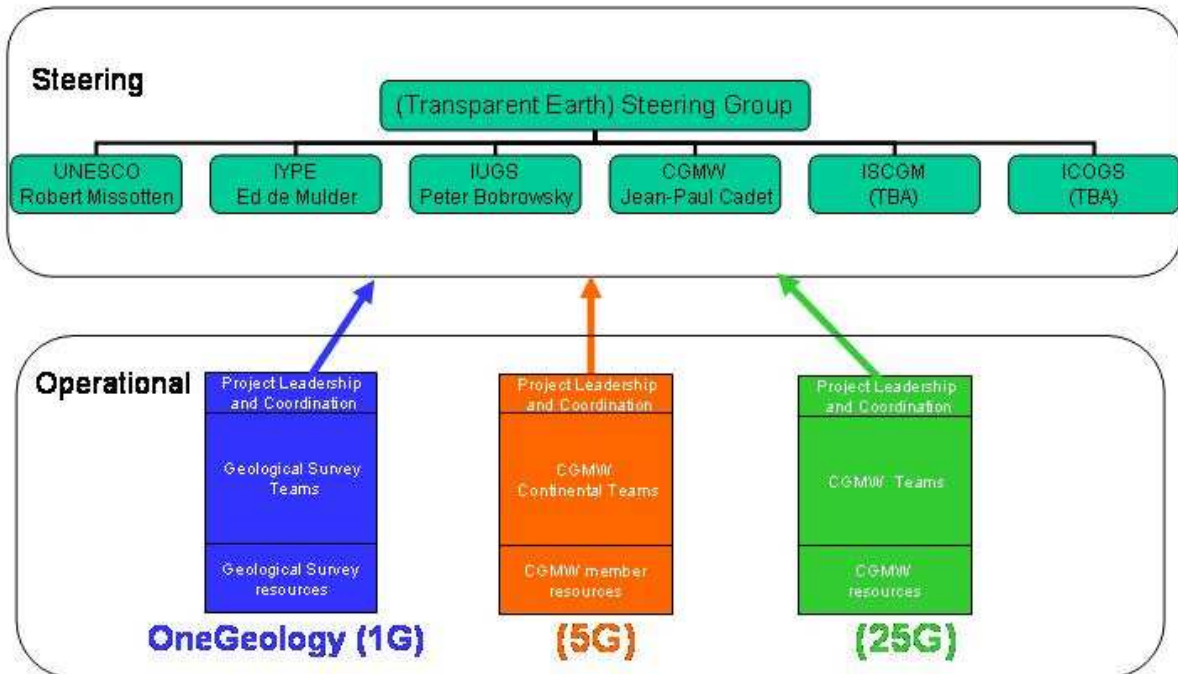 Steering
(Transparent Earth) Steering Group
UNESCO
Robert Missotten
IYPE
Ed de Mulder
IUGS
Peter Bobrowsky
CGMW
Jean-Paul Cadet
ISCGM
(TBA)
ICOGS
(TBA)
Operational
Project Leadership
and Coordination
Geological Survey
Teams
Geological Survey
resources
OneGeology (1G)
Project Leadership
and Coordination
CGMW
Continental Teams
CGMW member
resources
(5G)
Project Leadership
and Coordination
CGMW Teams
CGMW
resources
(25G)